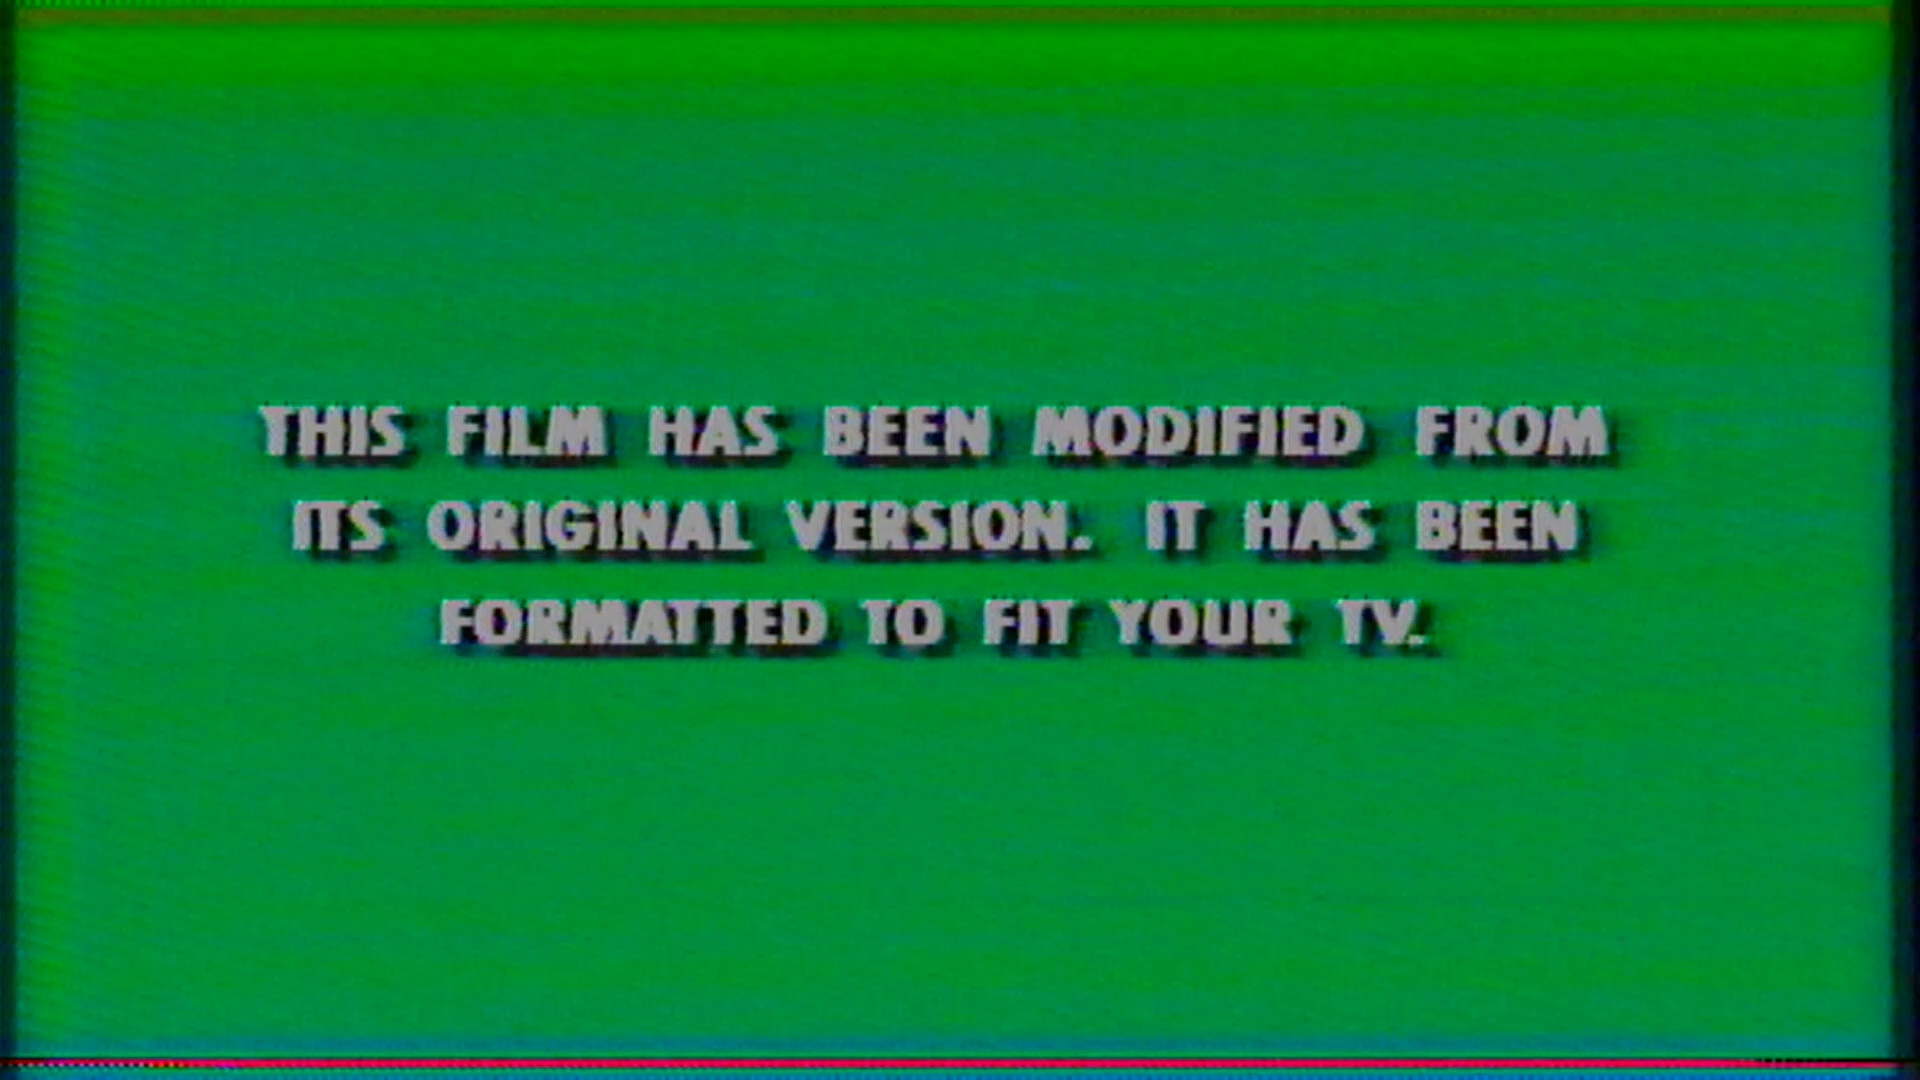 THIS FILM HAS BEEN MODIFIED FROM
ITS ORIGINAL VERSION. IT HAS BEEN
FORMATTED TO FIT YOUR TV.